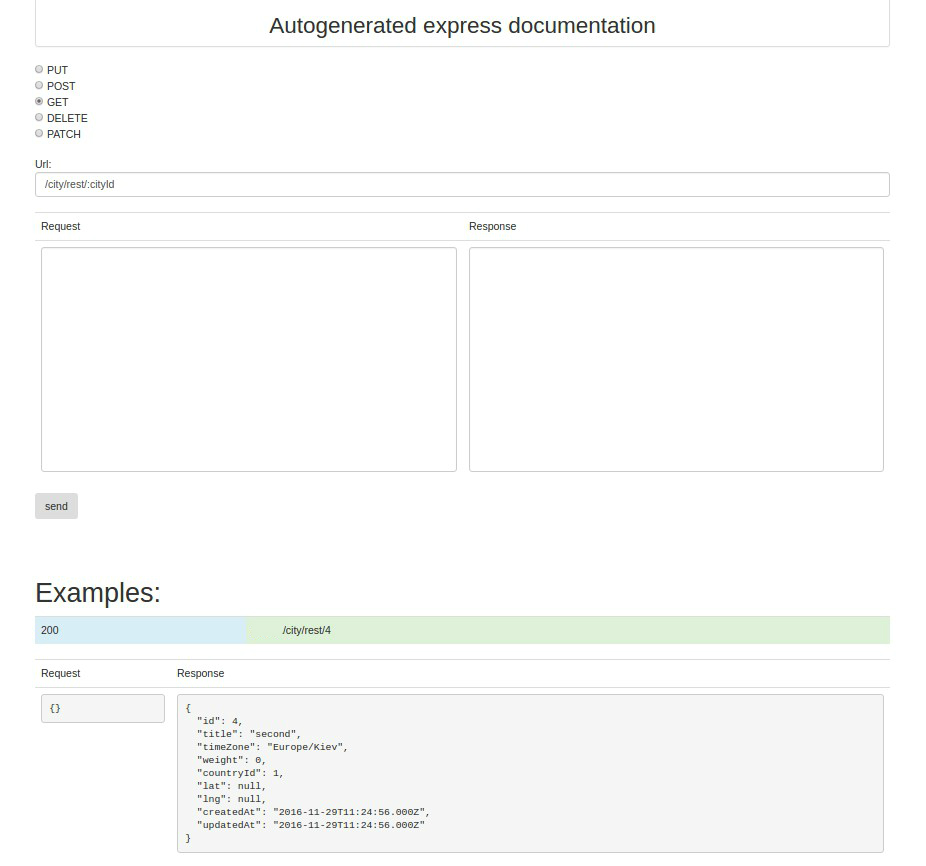 Autogenerated express documentation
PUT
POST
GET
DELETE
PATCH
Url:
/city/rest/:cityId
Request Response
send
Examples:
200 /city/rest/4
Request Response
{}
{
  "id": 4,
  "title": "second",
  "timeZone": "Europe/Kiev",
  "weight": 0,
  "countryId": 1,
  "lat": null,
  "lng": null,
  "createdAt": "2016-11-29T11:24:56.000Z",
  "updatedAt": "2016-11-29T11:24:56.000Z"
}